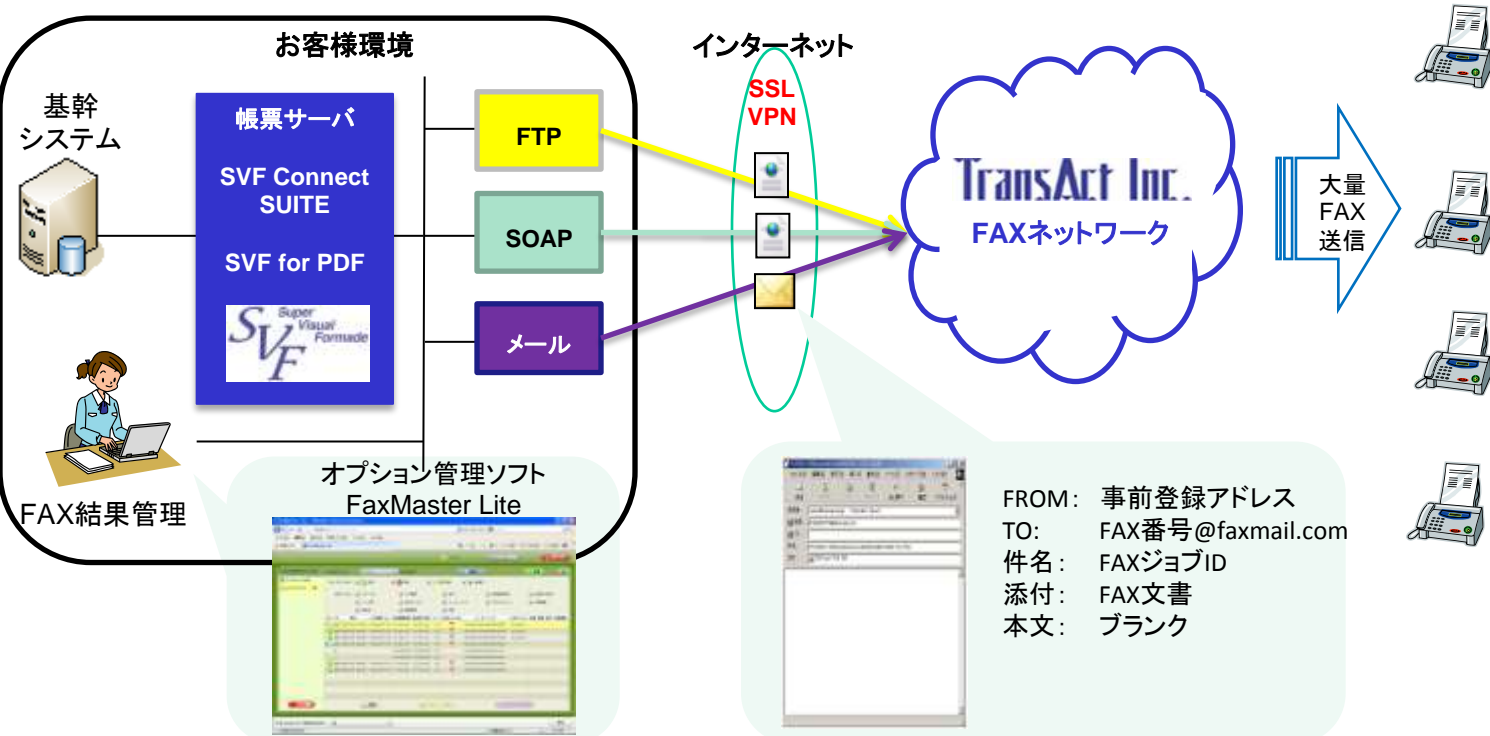 お客様環境
基幹
システム
帳票サーバ
SVF Connect
SUITE
SVF for PDF
SVF
Super
Visual
Formade
FTP
SOAP
メール
FAX結果管理
オプション管理ソフト
FaxMaster Lite
インターネット
SSL
VPN
TransAct Inc.
FAXネットワーク
大量
FAX
送信
FROM： 事前登録アドレス
TO: FAX番号@faxmail.com
件名： FAXジョブID
添付： FAX文書
本文： ブランク